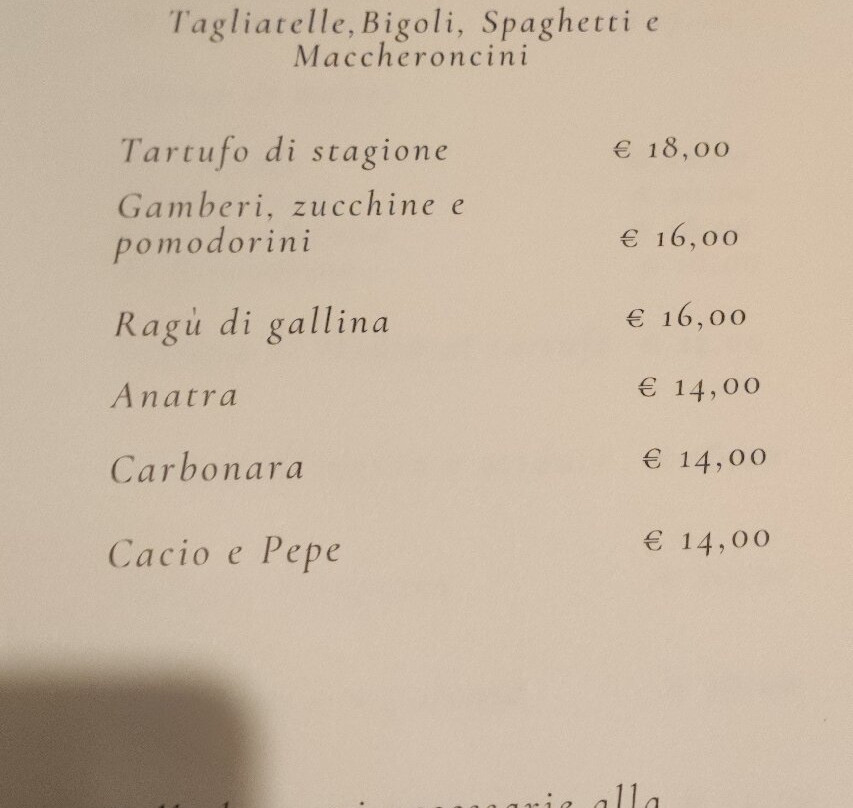 Tagliatelle, Bigoli, Spaghetti e
Maccheroncini
Tartufo di stagione € 18,00
Gamberi, zucchine e
pomodorini € 16,00
Ragù di gallina € 16,00
Anatra € 14,00
Carbonara € 14,00
Cacio e Pepe € 14,00
alla